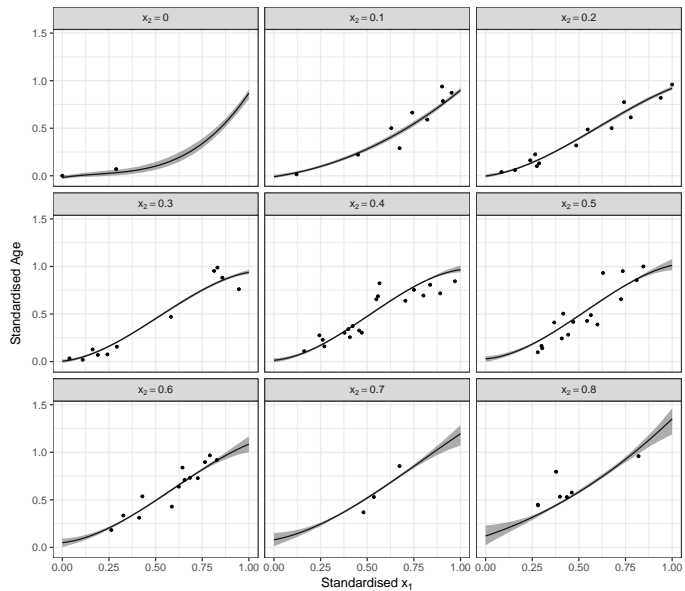 x₂ = 0 x₂ = 0.1 x₂ = 0.2
1.5
1.0
0.5
0.0
x₂ = 0.3 x₂ = 0.4 x₂ = 0.5
1.5
1.0
0.5
0.0
x₂ = 0.6 x₂ = 0.7 x₂ = 0.8
1.5
1.0
0.5
0.0
0.00 0.25 0.50 0.75 1.00 0.00 0.25 0.50 0.75 1.00 0.00 0.25 0.50 0.75 1.00
Standardised x₁
Standardised Age